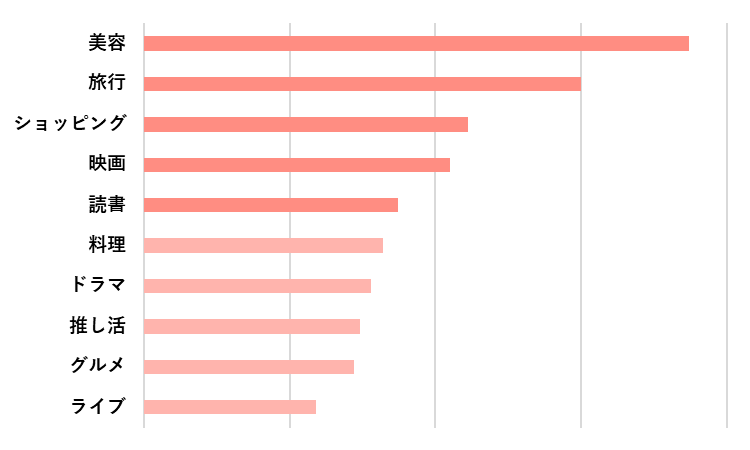 美容
旅行
ショッピング
映画
読書
料理
ドラマ
推し活
グルメ
ライブ